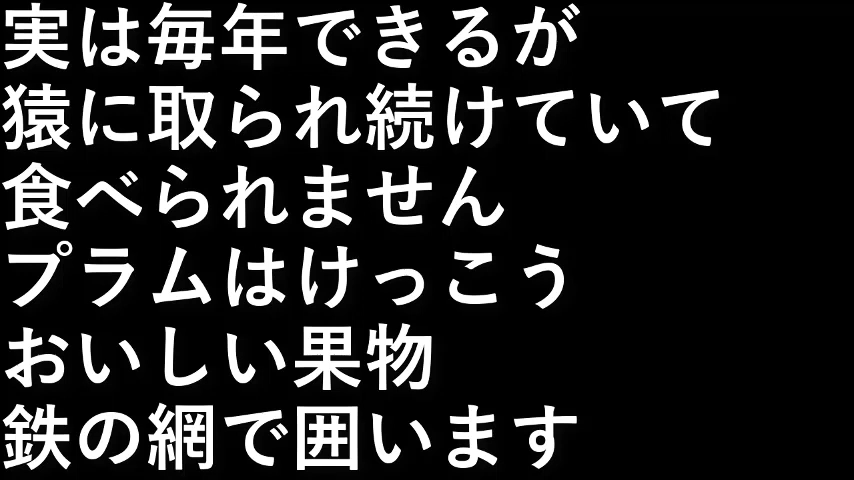 実は毎年できるが
猿に取られ続けていて
食べられません
プラムはけっこう
おいしい果物
鉄の網で囲います